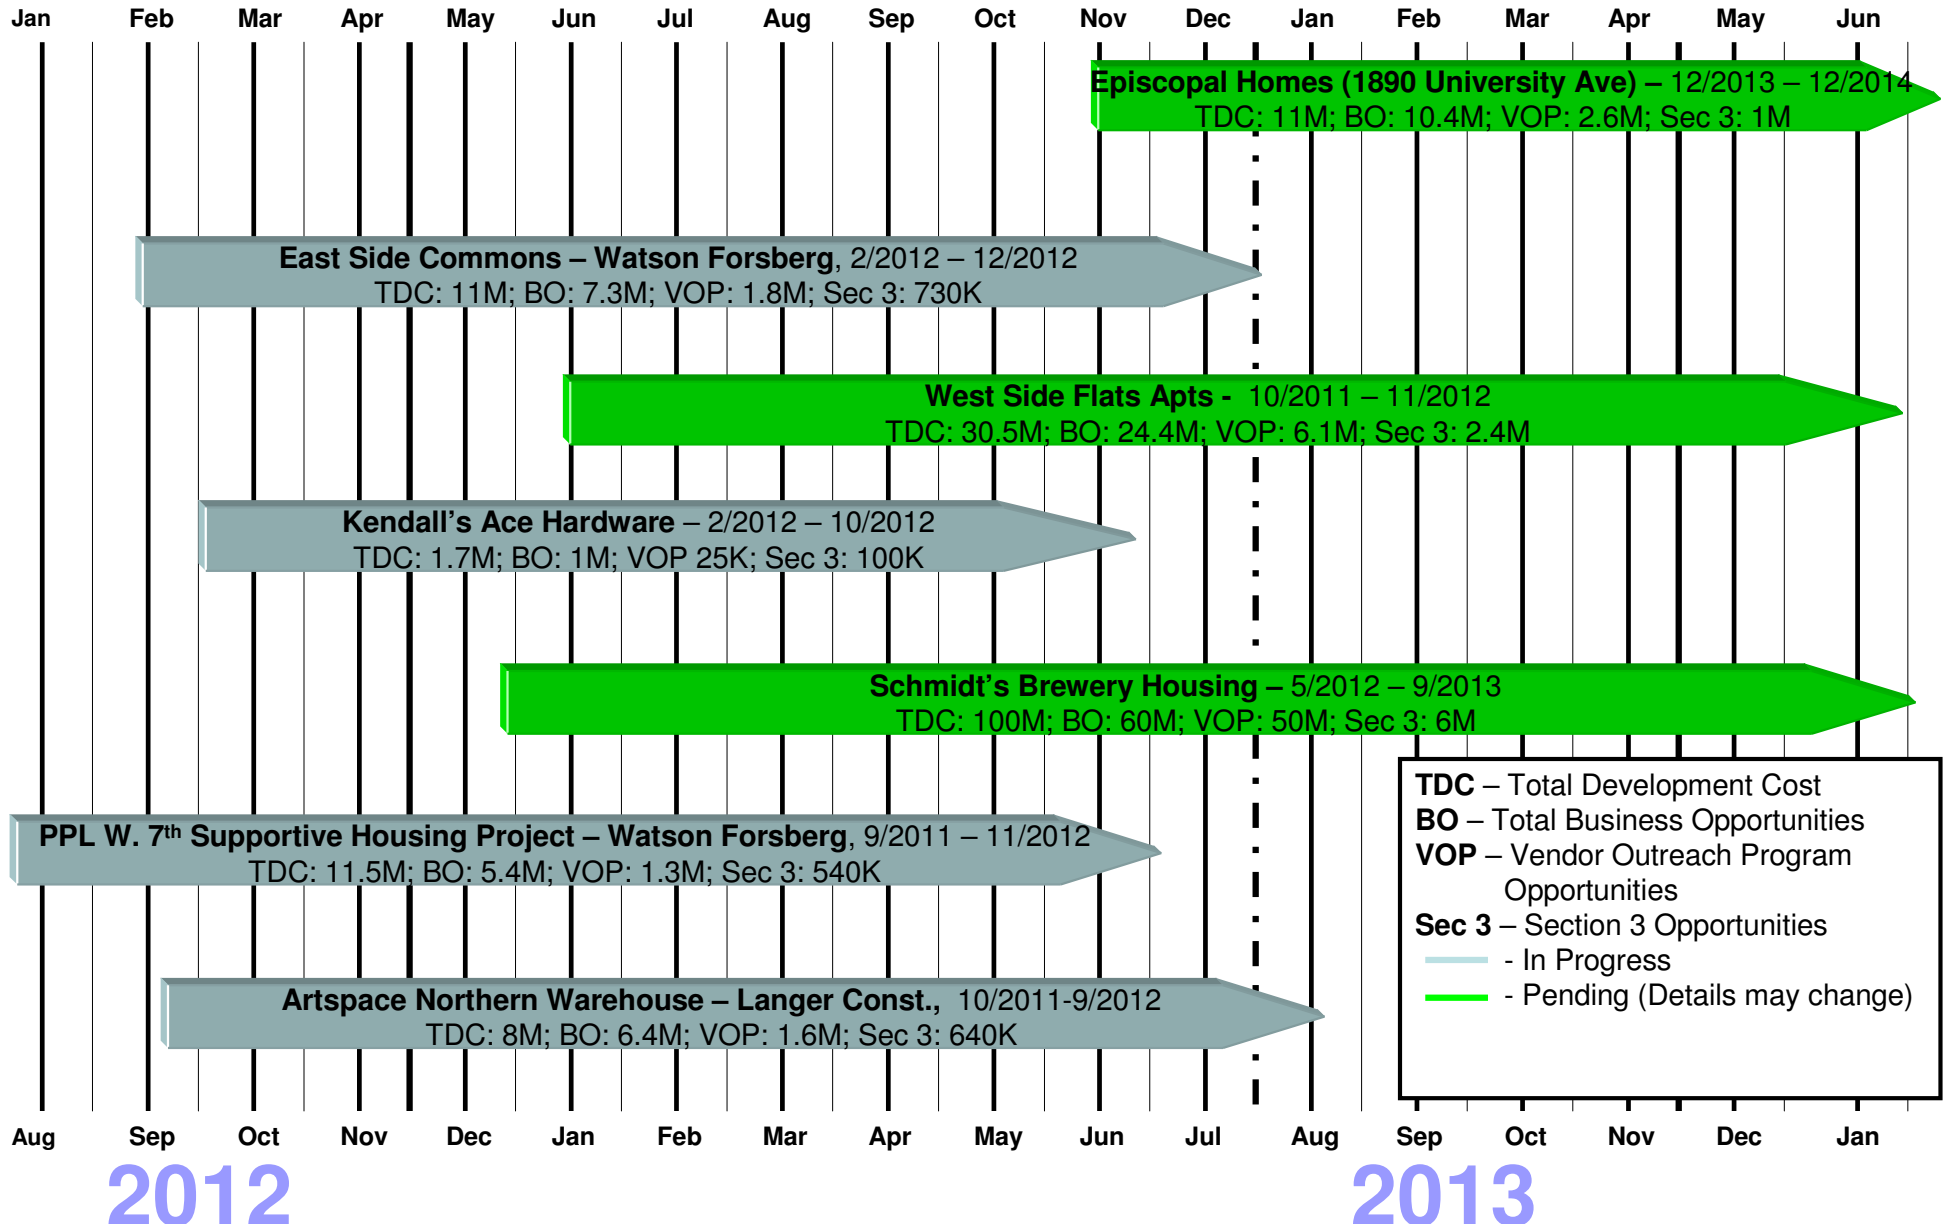 Jan Feb Mar Apr May Jun Jul Aug Sep Oct Nov Dec Jan Feb Mar Apr May Jun
Episcopal Homes (1890 University Ave) – 12/2013 – 12/2014
TDC: 11M; BO: 10.4M; VOP: 2.6M; Sec 3: 1M
East Side Commons – Watson Forsberg, 2/2012 – 12/2012
TDC: 11M; BO: 7.3M; VOP: 1.8M; Sec 3: 730K
West Side Flats Apts - 10/2011 – 11/2012
TDC: 30.5M; BO: 24.4M; VOP: 6.1M; Sec 3: 2.4M
Kendall's Ace Hardware – 2/2012 – 10/2012
TDC: 1.7M; BO: 1M; VOP 25K; Sec 3: 100K
Schmidt's Brewery Housing – 5/2012 – 9/2013
TDC: 100M; BO: 60M; VOP: 50M; Sec 3: 6M
PPL W. 7th Supportive Housing Project – Watson Forsberg, 9/2011 – 11/2012
TDC: 11.5M; BO: 5.4M; VOP: 1.3M; Sec 3: 540K
Artspace Northern Warehouse – Langer Const., 10/2011-9/2012
TDC: 8M; BO: 6.4M; VOP: 1.6M; Sec 3: 640K
TDC – Total Development Cost
BO – Total Business Opportunities
VOP – Vendor Outreach Program
Opportunities
Sec 3 – Section 3 Opportunities
- In Progress
- Pending (Details may change)
Aug Sep Oct Nov Dec Jan Feb Mar Apr May Jun Jul Aug Sep Oct Nov Dec Jan
2012 2013